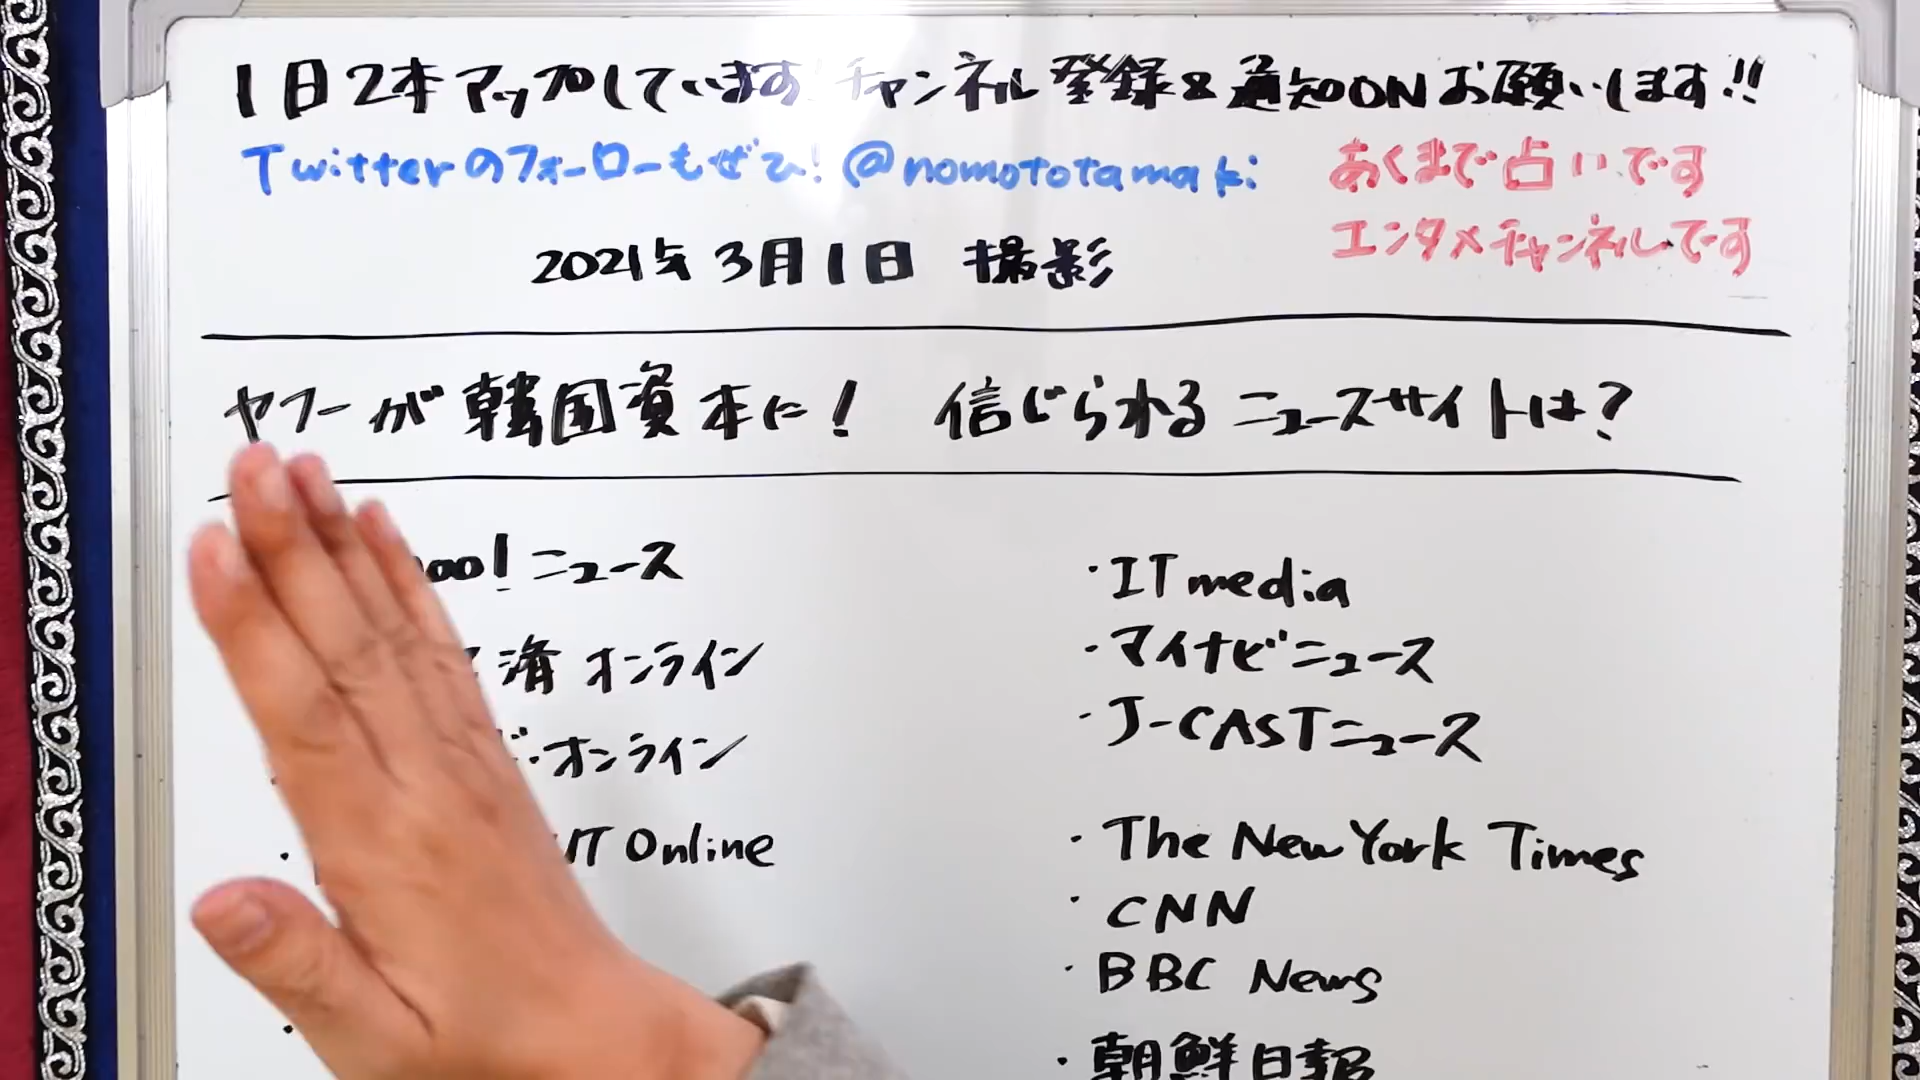 1日2本アップしています!チャンネル登録&通知ONお願いします!!
Twitterのフォローもぜひ!@nomototamaki
あくまで占いです
エンタメチャンネルです
2021年3月1日 撮影
ヤフーが韓国資本に! 信じられるニュースサイトは?
oo!ニュース
済オンライン
ド・オンライン
NT Online
・ITmedia
・マイナビニュース
・J-CASTニュース
・The New York Times
・CNN
・BBC News
・朝鮮日報